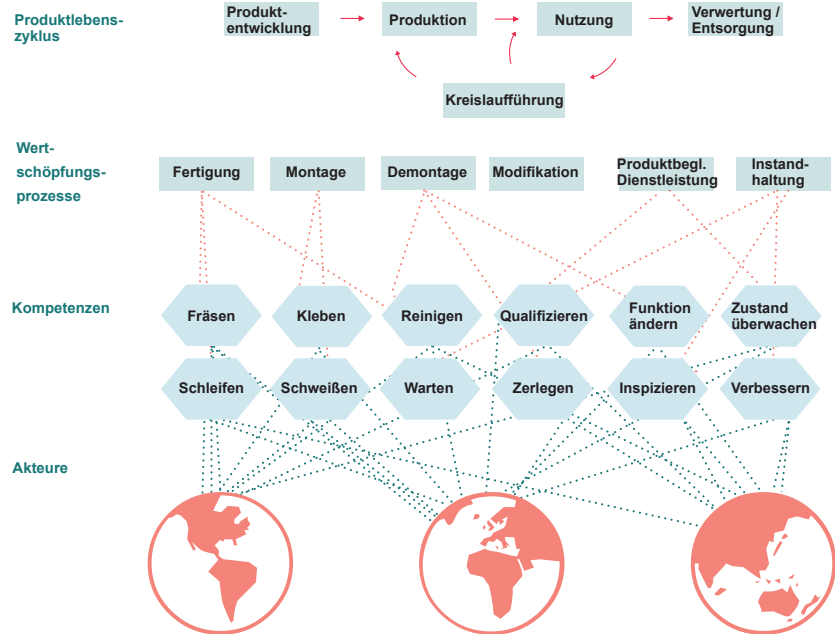 Produktlebens-
zyklus
Produkt-
entwicklung
Produktion
Nutzung
Verwertung /
Entsorgung
Kreislaufführung
Wert-
schöpfungs-
prozesse
Fertigung
Montage
Demontage
Modifikation
Produktbegl.
Dienstleistung
Instand-
haltung
Kompetenzen
Fräsen
Kleben
Reinigen
Qualifizieren
Funktion
ändern
Zustand
überwachen
Schleifen
Schweißen
Warten
Zerlegen
Inspizieren
Verbessern
Akteure